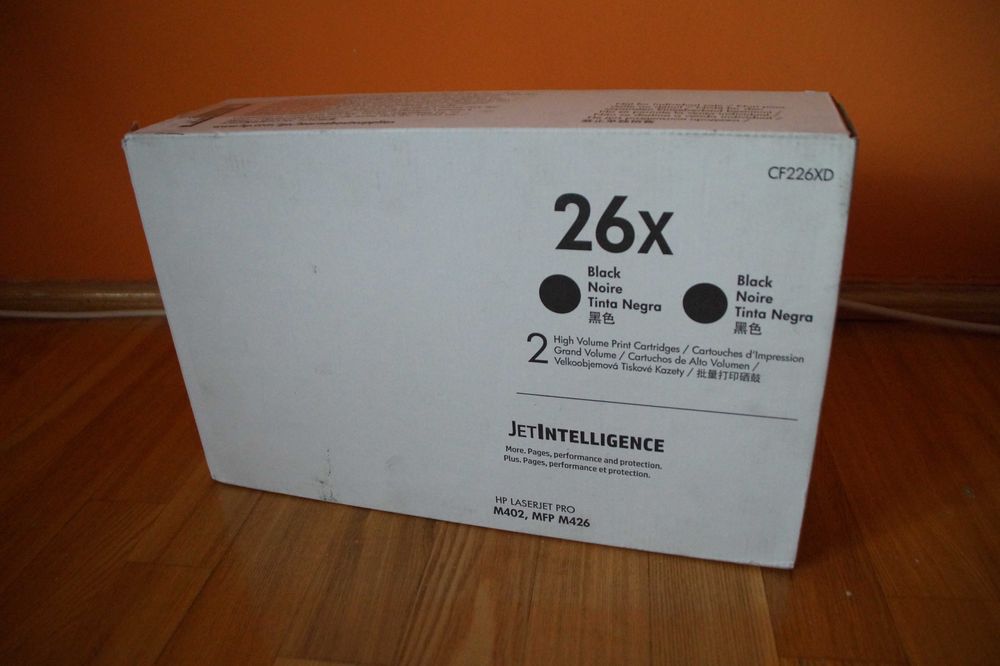 CF226XD
26X
Black
Noire
Tinta Negra
黑色
Black
Noire
Tinta Negra
黑色
2
High Volume Print Cartridges / Cartouches d'Impression
Grand Volume / Cartuchos de Alto Volumen /
Velkoobjemová Tiskové Kazety / 批量打印硒鼓
JETINTELLIGENCE
More. Pages, performance and protection.
Plus. Pages, performance et protection.
HP LASERJET PRO
M402, MFP M426